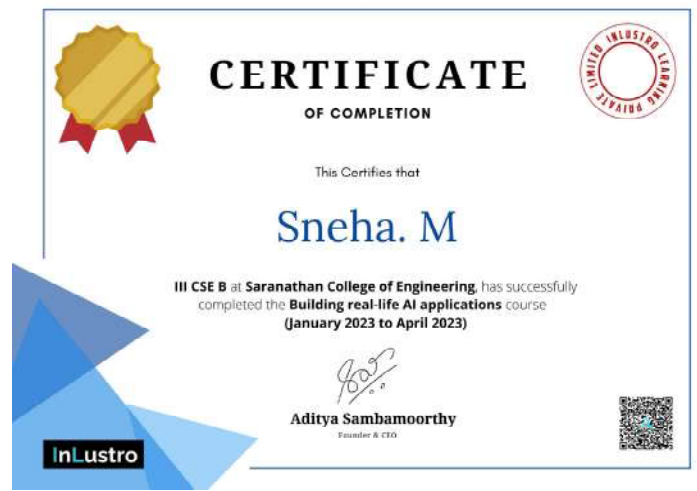 CERTIFICATE
OF COMPLETION
INLUSTRO LEARNING PRIVATE LIMITED
This Certifies that
Sneha. M
III CSE B at Saranathan College of Engineering, has successfully
completed the Building real-life AI applications course
(January 2023 to April 2023)
Aditya Sambamoorthy
Founder & CEO
InLustro